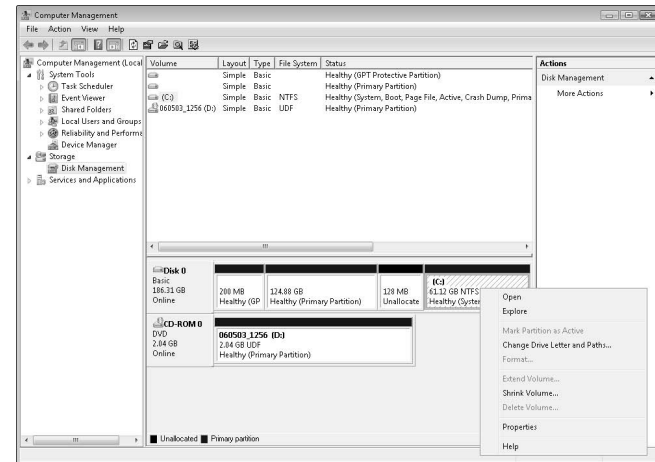 Computer Management
File Action View Help
Computer Management (Local
System Tools
Task Scheduler
Event Viewer
Shared Folders
Local Users and Groups
Reliability and Performa
Device Manager
Storage
Disk Management
Services and Applications
Volume Layout Type File System Status
Simple Basic Healthy (GPT Protective Partition)
Simple Basic Healthy (Primary Partition)
(C:) Simple Basic NTFS Healthy (System, Boot, Page File, Active, Crash Dump, Prima
060503_1256 (D:) Simple Basic UDF Healthy (Primary Partition)
Actions
Disk Management
More Actions
Disk 0
Basic
186.31 GB
Online
200 MB
Healthy (GP
124.88 GB
Healthy (Primary Partition)
128 MB
Unallocate
(C:)
61.12 GB NTFS
Healthy (Syste
CD-ROM 0
DVD
2.04 GB
Online
060503_1256 (D:)
2.04 GB UDF
Healthy (Primary Partition)
Open
Explore
Mark Partition as Active
Change Drive Letter and Paths...
Format...
Extend Volume...
Shrink Volume...
Delete Volume...
Properties
Help
Unallocated Primary partition